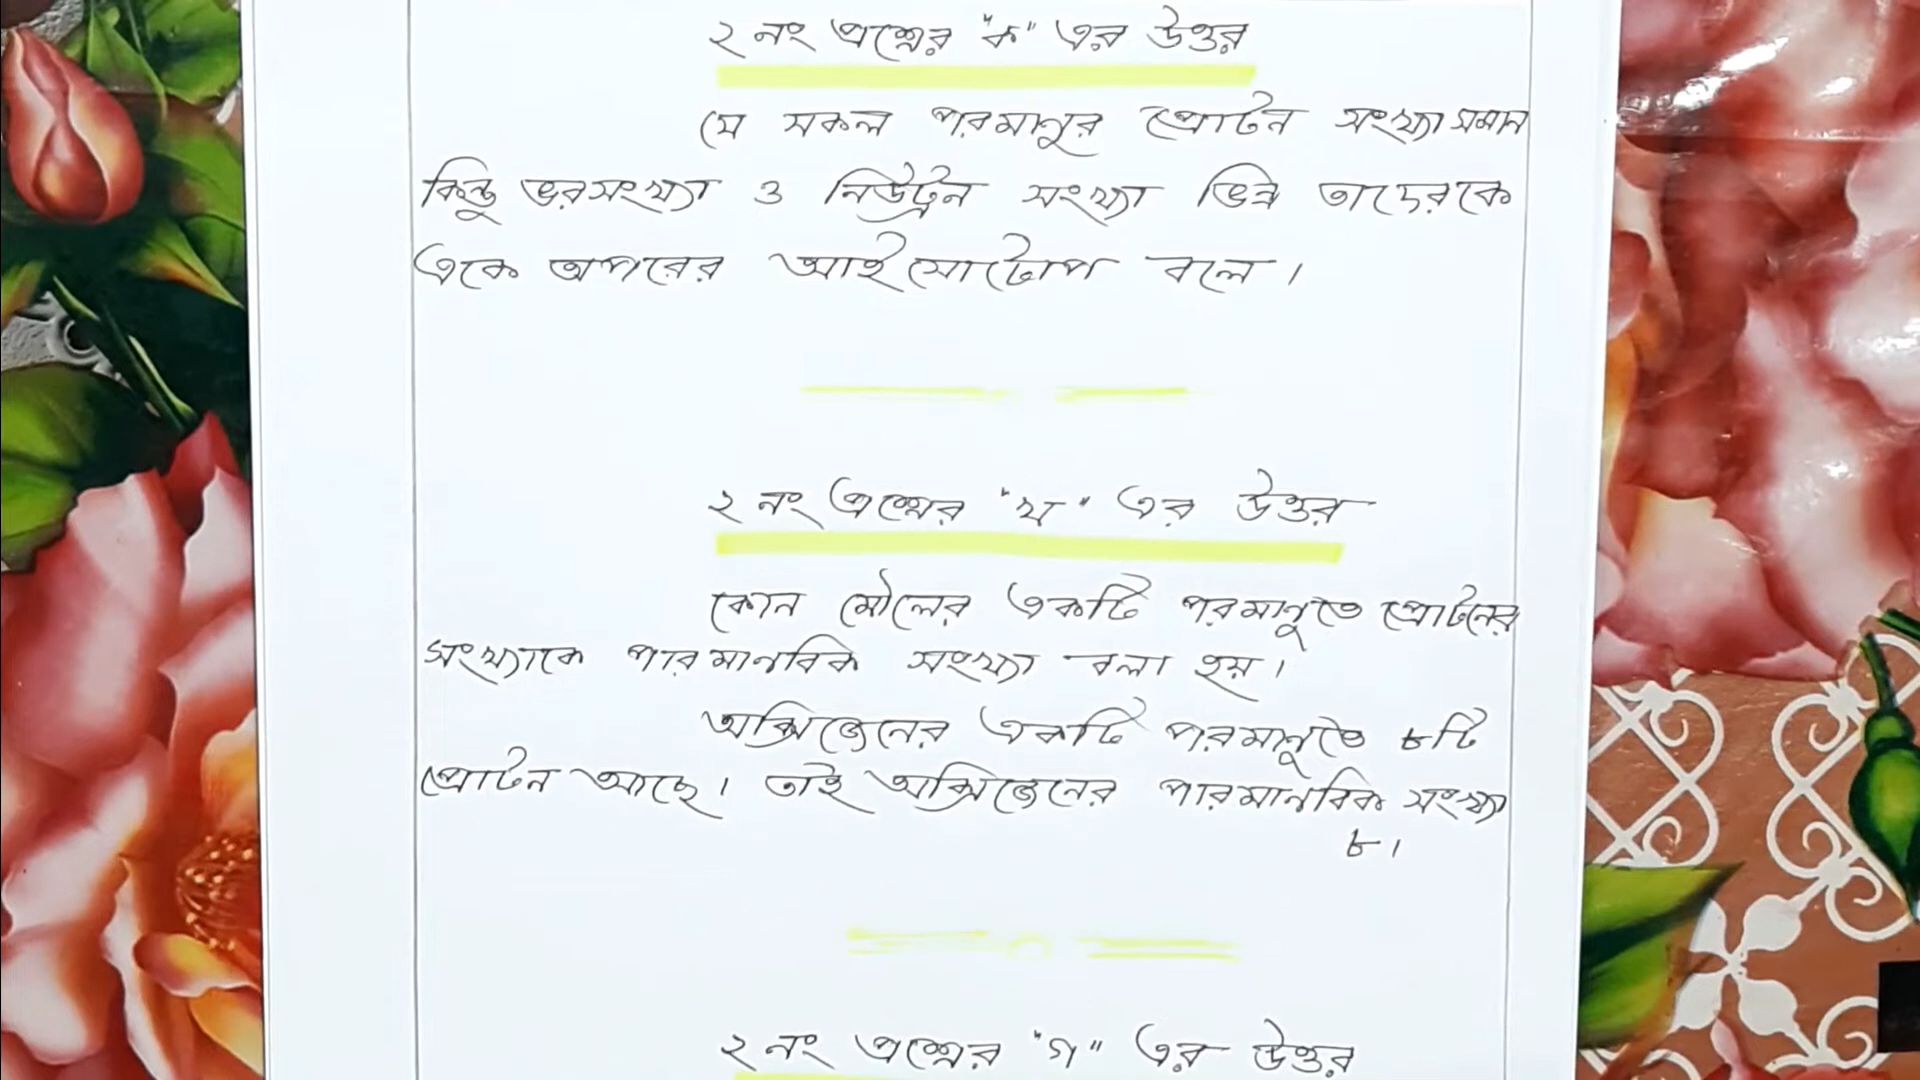 ২ নং প্রশ্নের "ক" এর উত্তর
যে সকল পরমানুর প্রোটন সংখ্যা সমান
কিন্তু ভরসংখ্যা ও নিউট্রন সংখ্যা ভিন্ন তাদেরকে
একে অপরের আইসোটোপ বলে।
২ নং প্রশ্নের "খ" এর উত্তর
কোন মৌলের একটি পরমানুতে প্রোটনের
সংখ্যাকে পারমানবিক সংখ্যা বলা হয়।
অক্সিজেনের একটি পরমানুতে ৮টি
প্রোটন আছে। তাই অক্সিজেনের পারমানবিক সংখ্যা
৮।
২ নং প্রশ্নের "গ" এর উত্তর